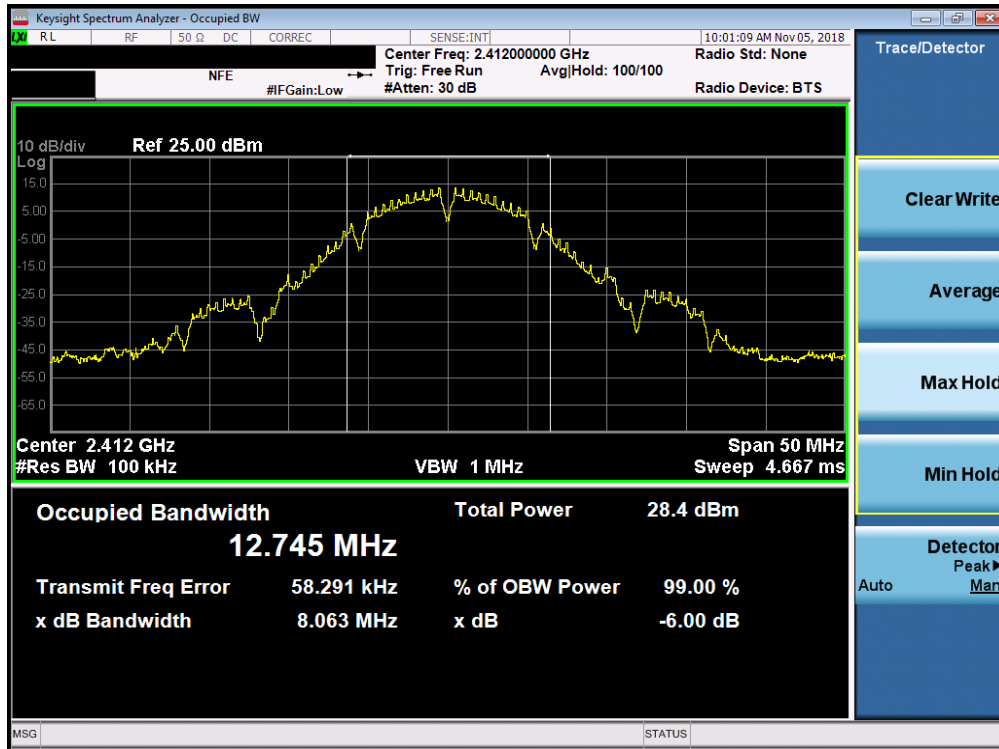 Keysight Spectrum Analyzer - Occupied BW
LXI RL RF 50 Ω DC CORREC SENSE:INT 10:01:09 AM Nov 05, 2018
Center Freq: 2.412000000 GHz Radio Std: None
NFE Trig: Free Run Avg|Hold: 100/100
#IFGain:Low #Atten: 30 dB Radio Device: BTS
Trace/Detector
10 dB/div Ref 25.00 dBm
Log
15.0
5.00
-5.00
-15.0
-25.0
-35.0
-45.0
-55.0
-65.0
Center 2.412 GHz Span 50 MHz
#Res BW 100 kHz VBW 1 MHz Sweep 4.667 ms
Occupied Bandwidth Total Power 28.4 dBm
12.745 MHz
Transmit Freq Error 58.291 kHz % of OBW Power 99.00 %
x dB Bandwidth 8.063 MHz x dB -6.00 dB
Clear Write
Average
Max Hold
Min Hold
Detector
Peak
Auto Man
MSG STATUS